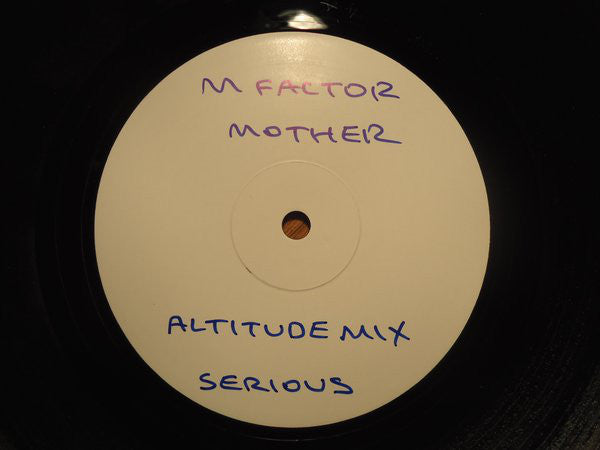 M FACTOR
MOTHER
ALTITUDE MIX
SERIOUS